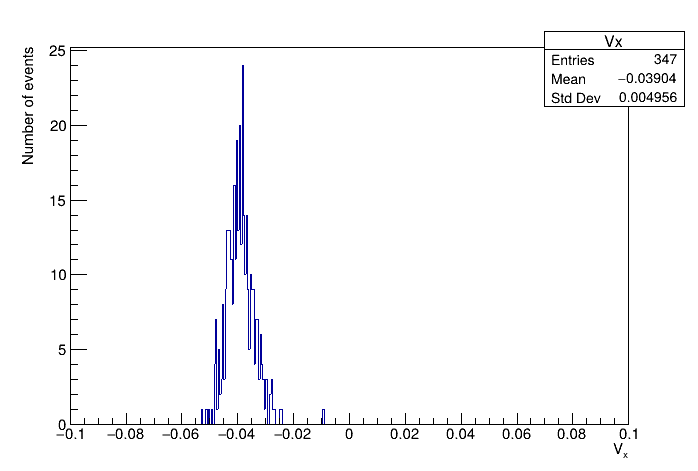 Vx
Entries 347
Mean −0.03904
Std Dev 0.004956
Number of events
25
20
15
10
5
0
−0.1 −0.08 −0.06 −0.04 −0.02 0 0.02 0.04 0.06 0.08 0.1
Vx